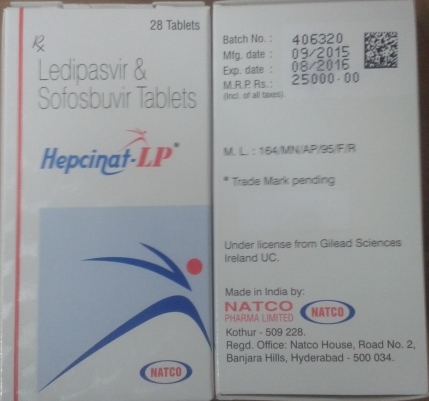 28 Tablets
Rx
Ledipasvir &
Sofosbuvir Tablets
Hepcinat-LP*
NATCO
Batch No. : 406320
Mfg. date : 09/2015
Exp. date : 08/2016
M.R.P. Rs.: 25000-00
(Incl. of all taxes).
M. L. : 164/MN/AP/95/F/R
* Trade Mark pending
Under license from Gilead Sciences
Ireland UC.
Made in India by:
NATCO
PHARMA LIMITED
NATCO
Kothur - 509 228.
Regd. Office: Natco House, Road No. 2,
Banjara Hills, Hyderabad - 500 034.